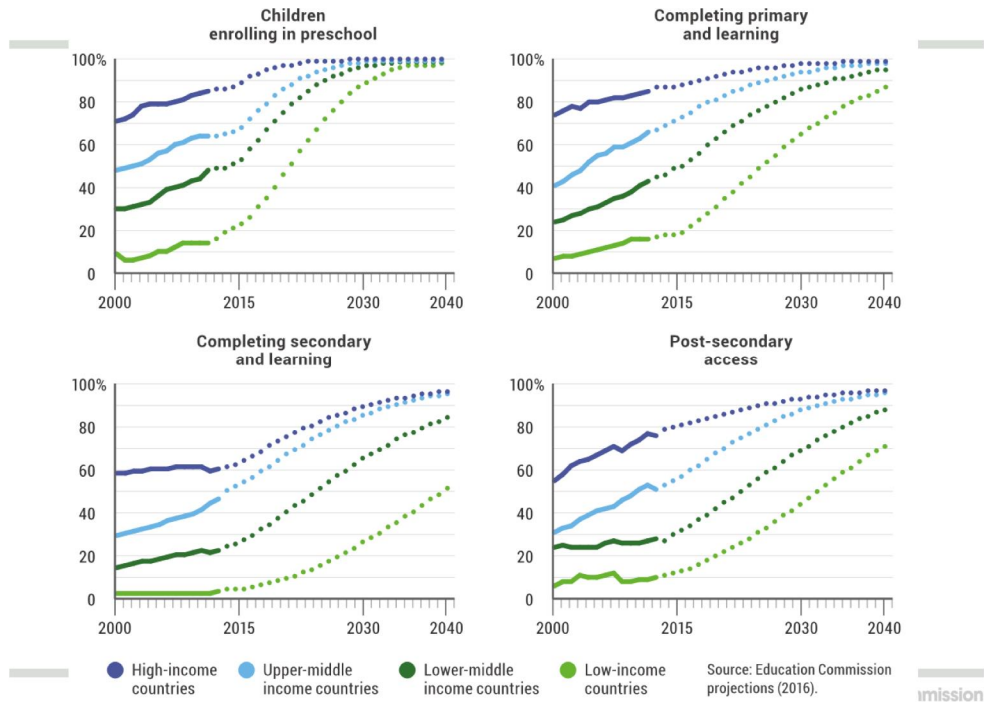 Children
enrolling in preschool
100%
80
60
40
20
0
2000 2015 2030 2040
Completing primary
and learning
100%
80
60
40
20
0
2000 2015 2030 2040
Completing secondary
and learning
100%
80
60
40
20
0
2000 2015 2030 2040
Post-secondary
access
100%
80
60
40
20
0
2000 2015 2030 2040
High-income
countries
Upper-middle
income countries
Lower-middle
income countries
Low-income
countries
Source: Education Commission
projections (2016).